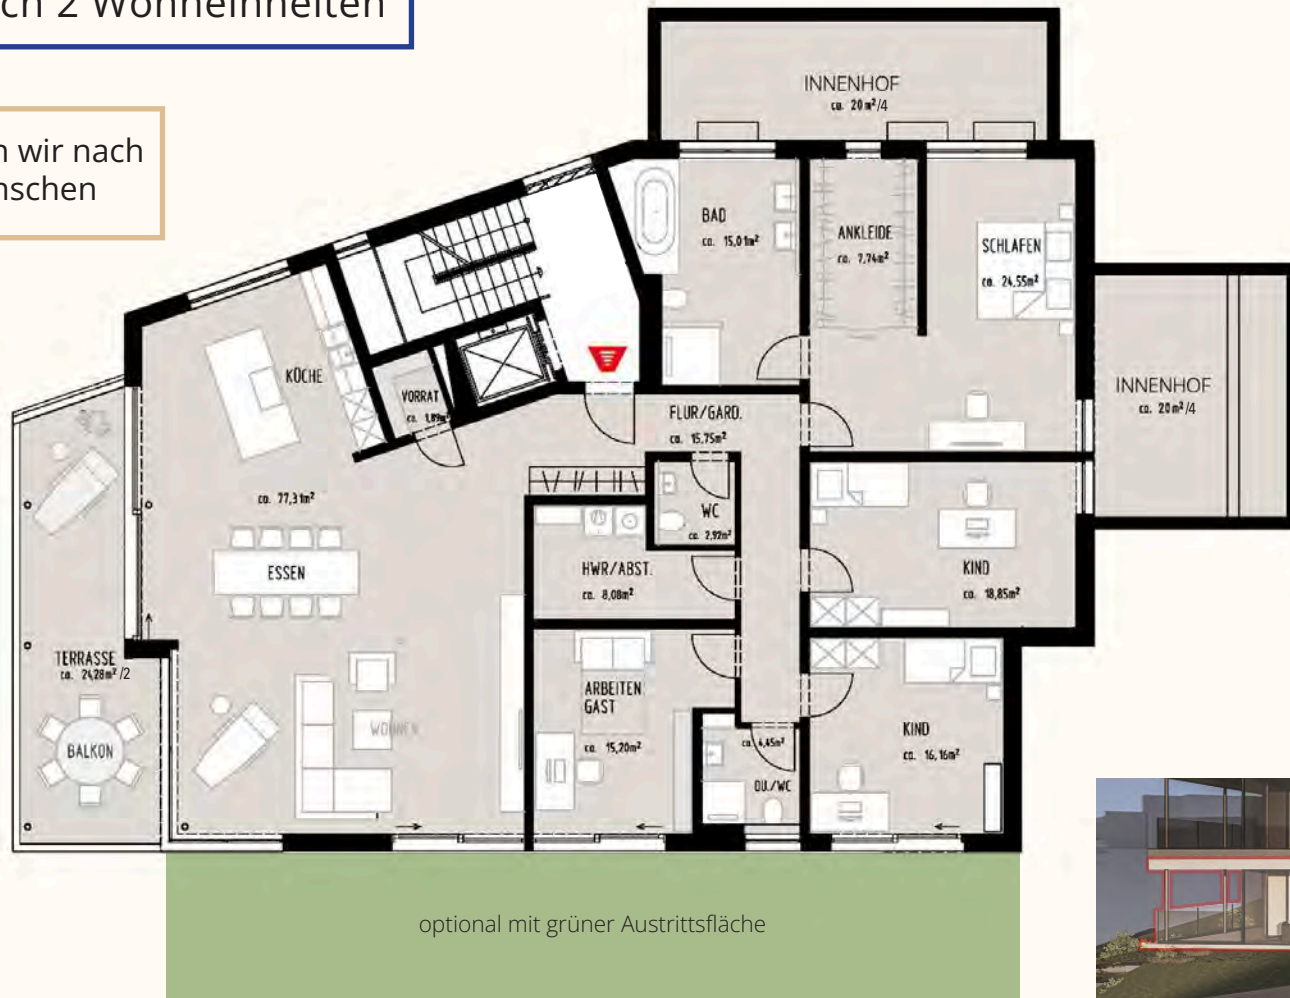 ch 2 Wohneinheiten
n wir nach
nschen
INNENHOF
ca. 20m²/4
BAD
ca. 15,01m²
ANKLEIDE
ca. 7,74m²
SCHLAFEN
ca. 24,55m²
KÜCHE
VORRAT
ca. 1,89m²
FLUR/GARD.
ca. 15,75m²
INNENHOF
ca. 20m²/4
ca. 77,31m²
WC
ca. 2,92m²
ESSEN
HWR/ABST.
ca. 8,08m²
KIND
ca. 18,85m²
TERRASSE
ca. 24,28m²/2
ARBEITEN
GAST
ca. 15,20m²
WOHNEN
BALKON
ca. 4,45m²
DU./WC
KIND
ca. 16,16m²
optional mit grüner Austrittsfläche